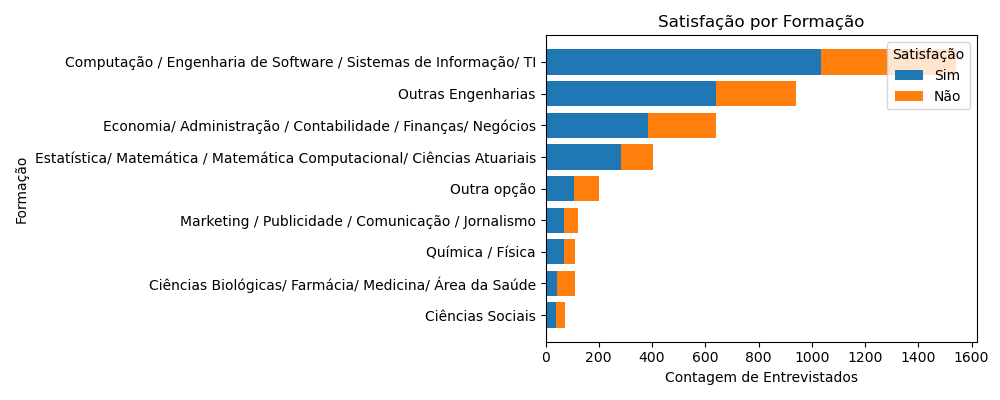 Satisfação por Formação
Formação
Computação / Engenharia de Software / Sistemas de Informação/ TI
Outras Engenharias
Economia/ Administração / Contabilidade / Finanças/ Negócios
Estatística/ Matemática / Matemática Computacional/ Ciências Atuariais
Outra opção
Marketing / Publicidade / Comunicação / Jornalismo
Química / Física
Ciências Biológicas/ Farmácia/ Medicina/ Área da Saúde
Ciências Sociais
Satisfação
Sim
Não
0 200 400 600 800 1000 1200 1400 1600
Contagem de Entrevistados